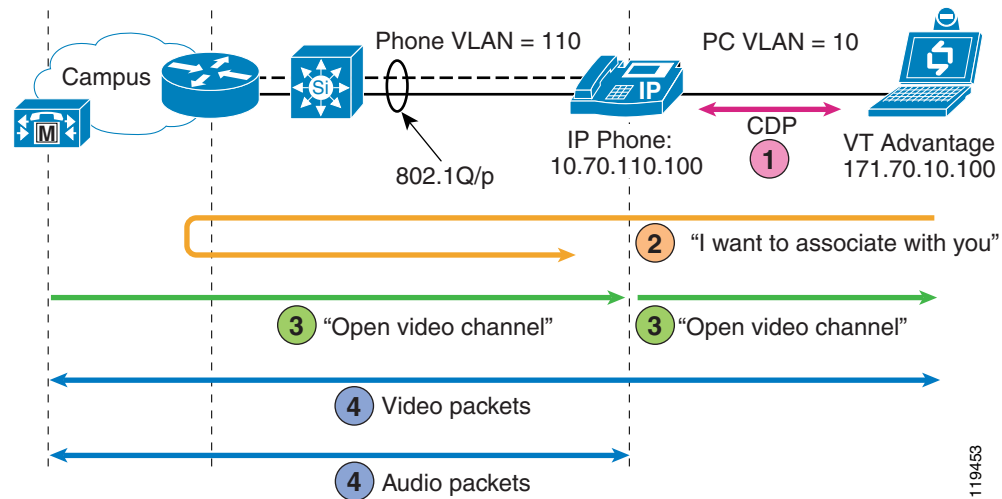 Phone VLAN = 110
PC VLAN = 10
Campus
Si
IP
M
802.1Q/p
IP Phone:
10.70.110.100
CDP
1
VT Advantage
171.70.10.100
2 "I want to associate with you"
3 "Open video channel"
3 "Open video channel"
4 Video packets
4 Audio packets
119453